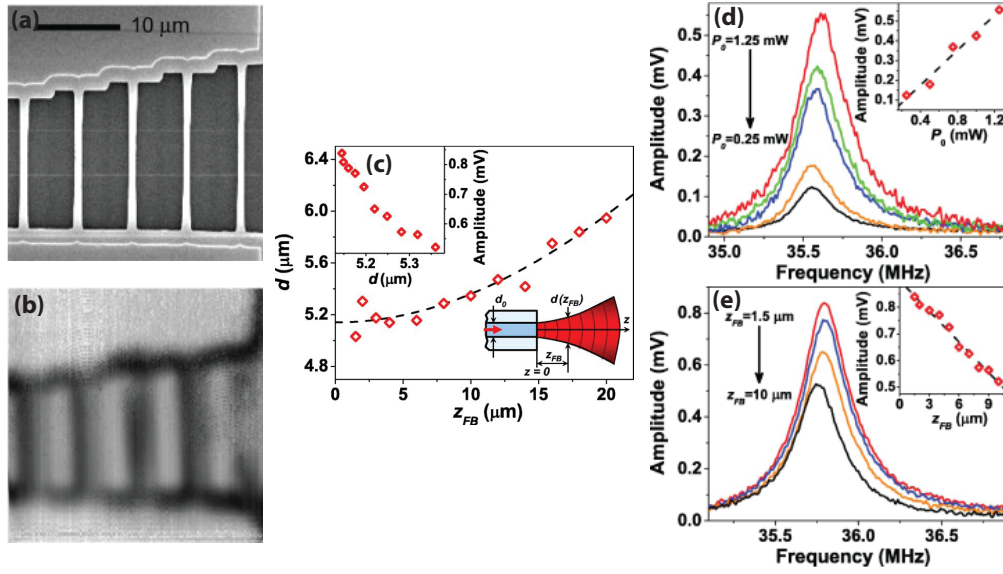 (a)
10 μm
(b)
(c)
6.4
6.0
5.6
5.2
4.8
d (μm)
0
5
10
15
20
z_FB (μm)
0.8
0.7
0.6
Amplitude (mV)
5.2
5.3
d (μm)
d_0
d (z_FB)
z
z_FB
z = 0
(d)
P_0=1.25 mW
P_0=0.25 mW
0.5
0.4
0.3
0.2
0.1
0.0
Amplitude (mV)
35.0
35.5
36.0
36.5
Frequency (MHz)
0.5
0.4
0.3
0.2
0.1
Amplitude (mV)
0.4
0.8
1.2
P_0 (mW)
(e)
z_FB=1.5 μm
z_FB=10 μm
0.8
0.6
0.4
0.2
0.0
Amplitude (mV)
35.5
36.0
36.5
Frequency (MHz)
0.9
0.8
0.7
0.6
0.5
Amplitude (mV)
3
6
9
z_FB (μm)